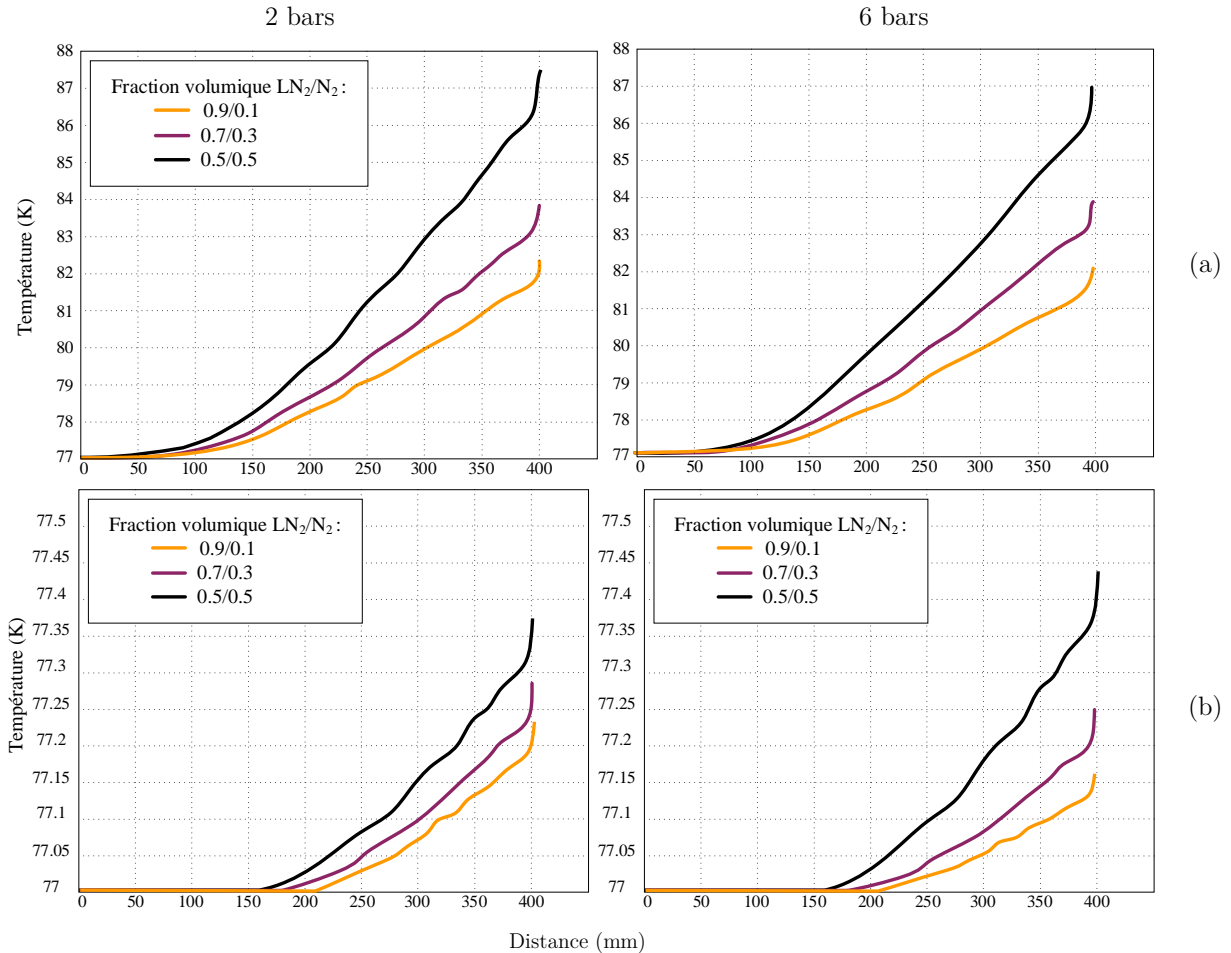 2 bars 6 bars
88 88
87 87
86 86
85 85
84 84
83 83
82 82
81 81
80 80
79 79
78 78
77 77
Fraction volumique LN2/N2 :
0.9/0.1
0.7/0.3
0.5/0.5
Température (K)
(a)
0 50 100 150 200 250 300 350 400
0 50 100 150 200 250 300 350 400
77.5 77.5
77.45 77.45
77.4 77.4
77.35 77.35
77.3 77.3
77.25 77.25
77.2 77.2
77.15 77.15
77.1 77.1
77.05 77.05
77 77
Fraction volumique LN2/N2 :
0.9/0.1
0.7/0.3
0.5/0.5
Fraction volumique LN2/N2 :
0.9/0.1
0.7/0.3
0.5/0.5
Température (K)
(b)
0 50 100 150 200 250 300 350 400
0 50 100 150 200 250 300 350 400
Distance (mm)